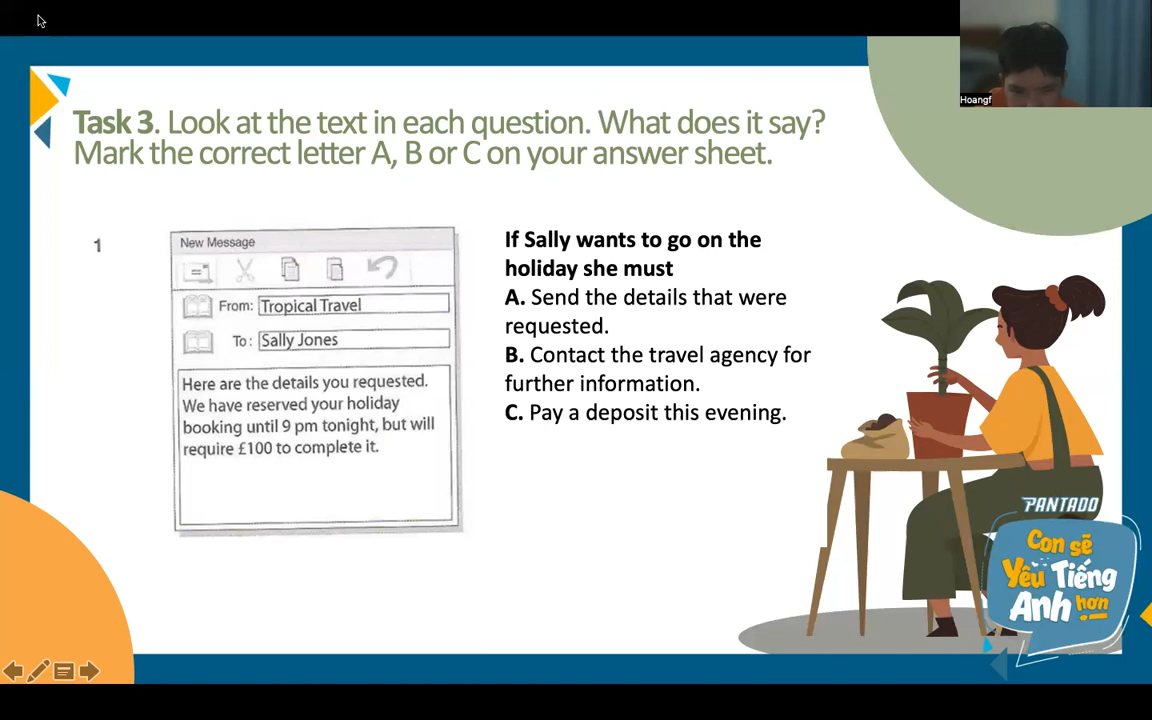 Hoangf
Task 3. Look at the text in each question. What does it say?
Mark the correct letter A, B or C on your answer sheet.
1
New Message
From: Tropical Travel
To: Sally Jones
Here are the details you requested.
We have reserved your holiday
booking until 9 pm tonight, but will
require £100 to complete it.
If Sally wants to go on the
holiday she must
A. Send the details that were
requested.
B. Contact the travel agency for
further information.
C. Pay a deposit this evening.
PANTADO
Con sẽ
Yêu Tiếng
Anh hơn